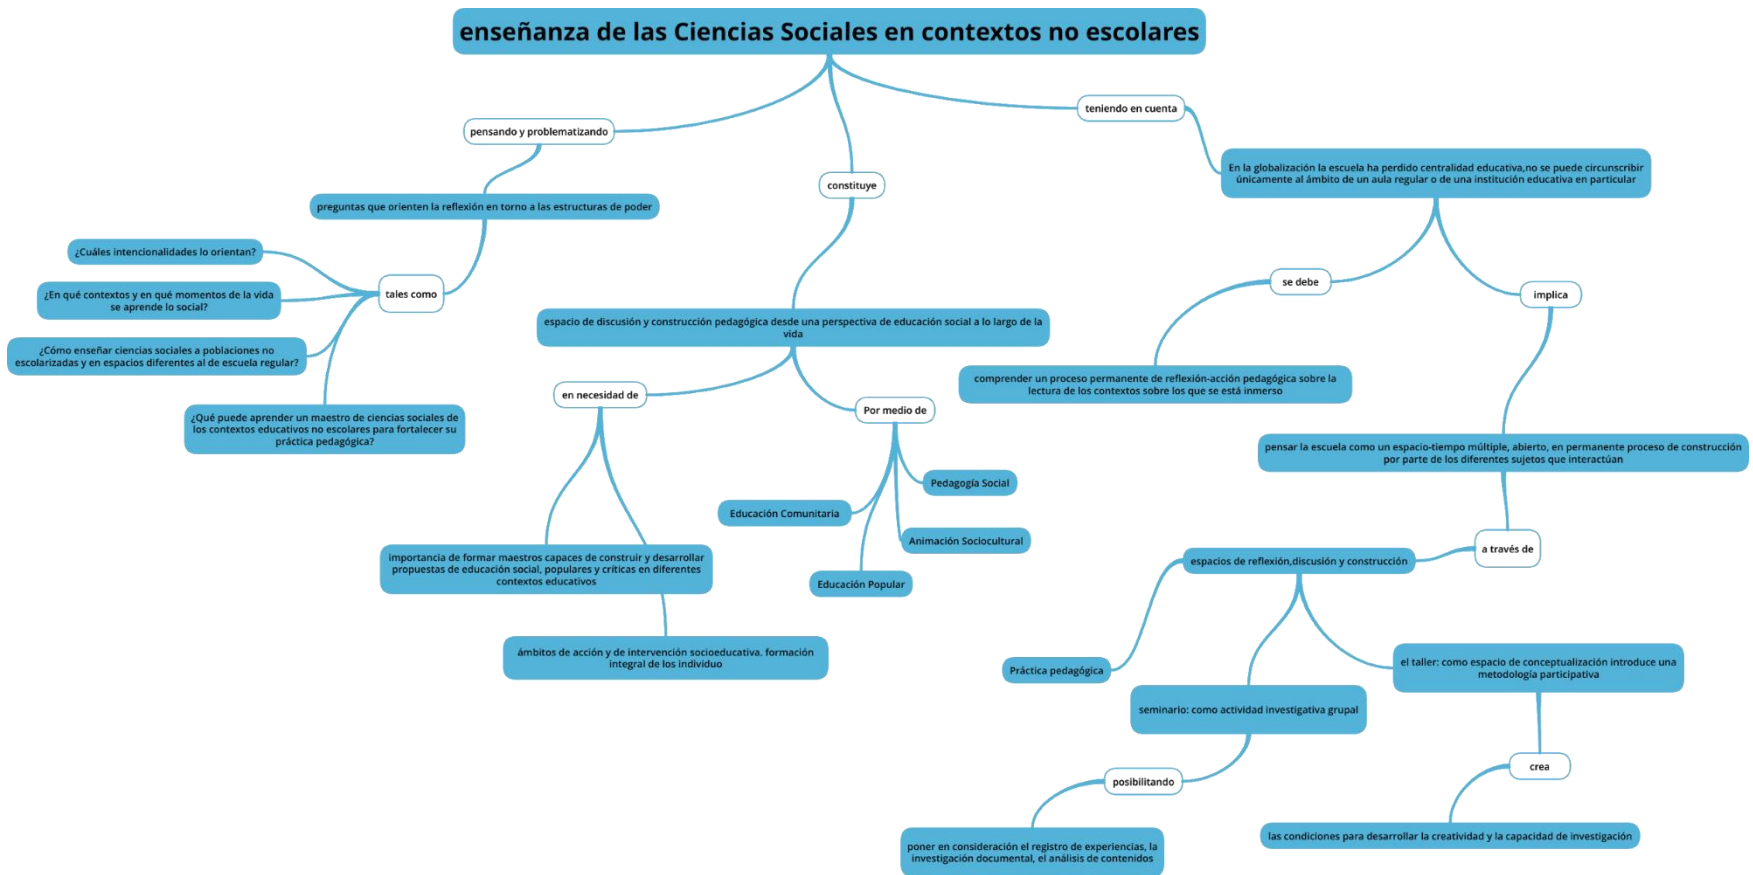 enseñanza de las Ciencias Sociales en contextos no escolares
teniendo en cuenta
pensando y problematizando
En la globalización la escuela ha perdido centralidad educativa,no se puede circunscribir
únicamente al ámbito de un aula regular o de una institución educativa en particular
constituye
preguntas que orienten la reflexión en torno a las estructuras de poder
¿Cuáles intencionalidades lo orientan?
tales como
¿En qué contextos y en qué momentos de la vida
se aprende lo social?
¿Cómo enseñar ciencias sociales a poblaciones no
escolarizadas y en espacios diferentes al de escuela regular?
¿Qué puede aprender un maestro de ciencias sociales de
los contextos educativos no escolares para fortalecer su
práctica pedagógica?
espacio de discusión y construcción pedagógica desde una perspectiva de educación social a lo largo de la
vida
en necesidad de
Por medio de
Pedagogía Social
Educación Comunitaria
Animación Sociocultural
Educación Popular
importancia de formar maestros capaces de construir y desarrollar
propuestas de educación social, populares y críticas en diferentes
contextos educativos
ámbitos de acción y de intervención socioeducativa. formación
integral de los individuo
se debe
implica
comprender un proceso permanente de reflexión-acción pedagógica sobre la
lectura de los contextos sobre los que se está inmerso
pensar la escuela como un espacio-tiempo múltiple, abierto, en permanente proceso de construcción
por parte de los diferentes sujetos que interactúan
a través de
espacios de reflexión,discusión y construcción
Práctica pedagógica
el taller: como espacio de conceptualización introduce una
metodología participativa
seminario: como actividad investigativa grupal
crea
posibilitando
las condiciones para desarrollar la creatividad y la capacidad de investigación
poner en consideración el registro de experiencias, la
investigación documental, el análisis de contenidos